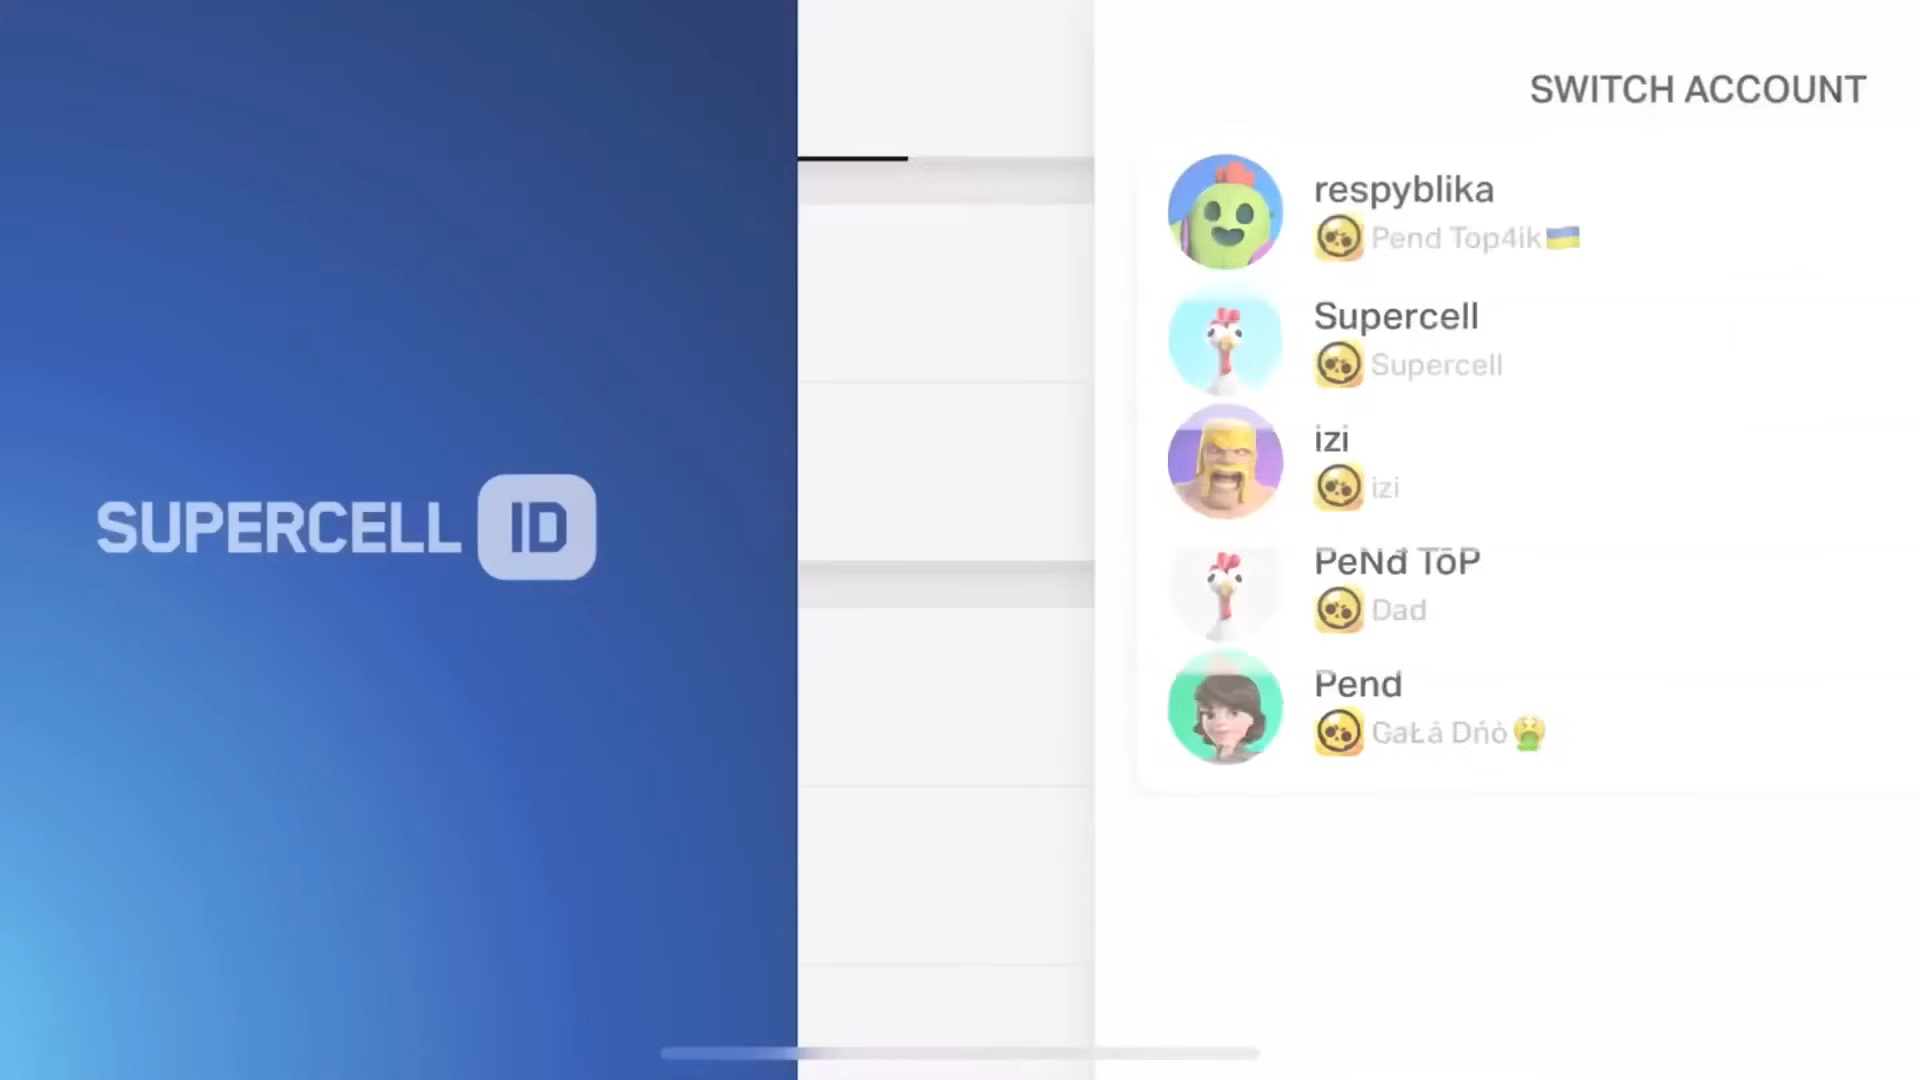 SUPERCELL ID
SWITCH ACCOUNT
respyblika
Pend Top4ik🇺🇦
Supercell
Supercell
izi
izi
PeNd ToP
Dad
Pend
GaŁá Dńò🤮